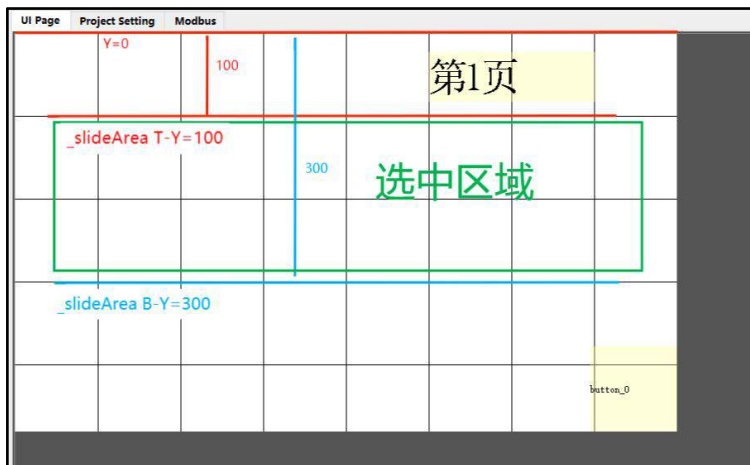 UI Page Project Setting Modbus
Y=0
100
第1页
_slideArea T-Y=100
300
选中区域
_slideArea B-Y=300
button_0